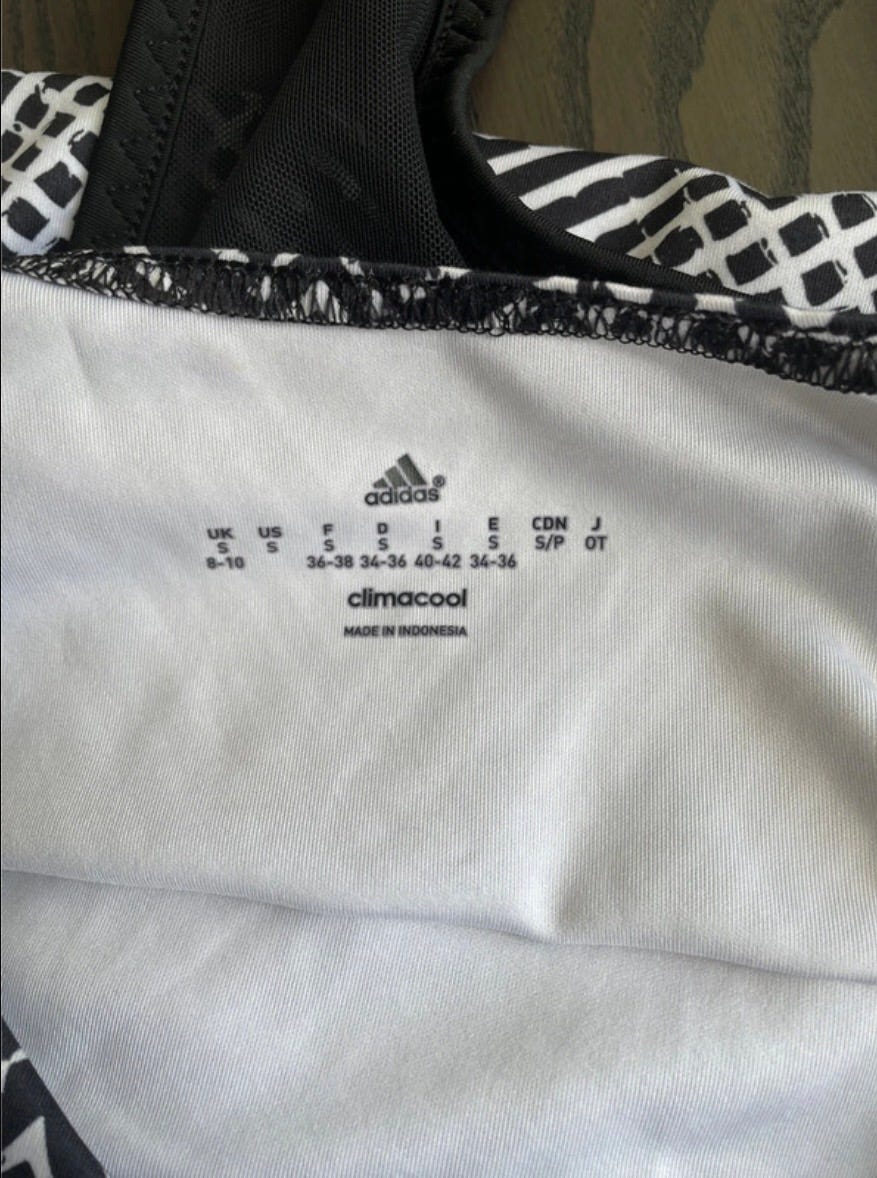 adidas®
UK US F D I E CDN J
S S S S S S S/P OT
8-10 36-38 34-36 40-42 34-36
climacool
MADE IN INDONESIA